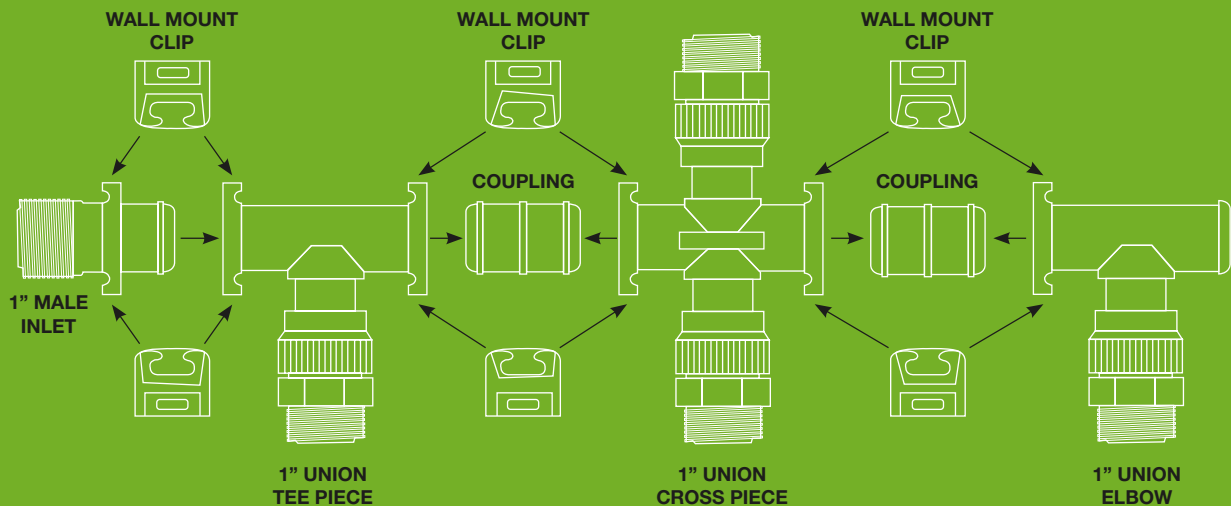 WALL MOUNT
CLIP
WALL MOUNT
CLIP
WALL MOUNT
CLIP
COUPLING
COUPLING
1” MALE
INLET
1” UNION
TEE PIECE
1” UNION
CROSS PIECE
1” UNION
ELBOW